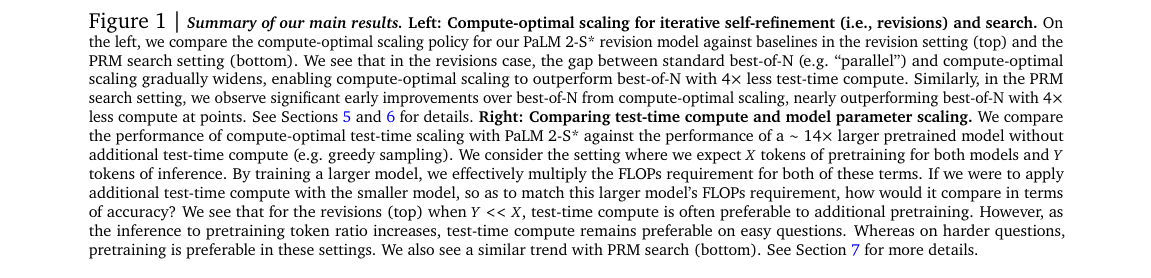 Figure 1 | Summary of our main results. Left: Compute-optimal scaling for iterative self-refinement (i.e., revisions) and search. On
the left, we compare the compute-optimal scaling policy for our PaLM 2-S* revision model against baselines in the revision setting (top) and the
PRM search setting (bottom). We see that in the revisions case, the gap between standard best-of-N (e.g. “parallel”) and compute-optimal
scaling gradually widens, enabling compute-optimal scaling to outperform best-of-N with 4× less test-time compute. Similarly, in the PRM
search setting, we observe significant early improvements over best-of-N from compute-optimal scaling, nearly outperforming best-of-N with 4×
less compute at points. See Sections 5 and 6 for details. Right: Comparing test-time compute and model parameter scaling. We compare
the performance of compute-optimal test-time scaling with PaLM 2-S* against the performance of a ~ 14× larger pretrained model without
additional test-time compute (e.g. greedy sampling). We consider the setting where we expect X tokens of pretraining for both models and Y
tokens of inference. By training a larger model, we effectively multiply the FLOPs requirement for both of these terms. If we were to apply
additional test-time compute with the smaller model, so as to match this larger model’s FLOPs requirement, how would it compare in terms
of accuracy? We see that for the revisions (top) when Y << X, test-time compute is often preferable to additional pretraining. However, as
the inference to pretraining token ratio increases, test-time compute remains preferable on easy questions. Whereas on harder questions,
pretraining is preferable in these settings. We also see a similar trend with PRM search (bottom). See Section 7 for more details.